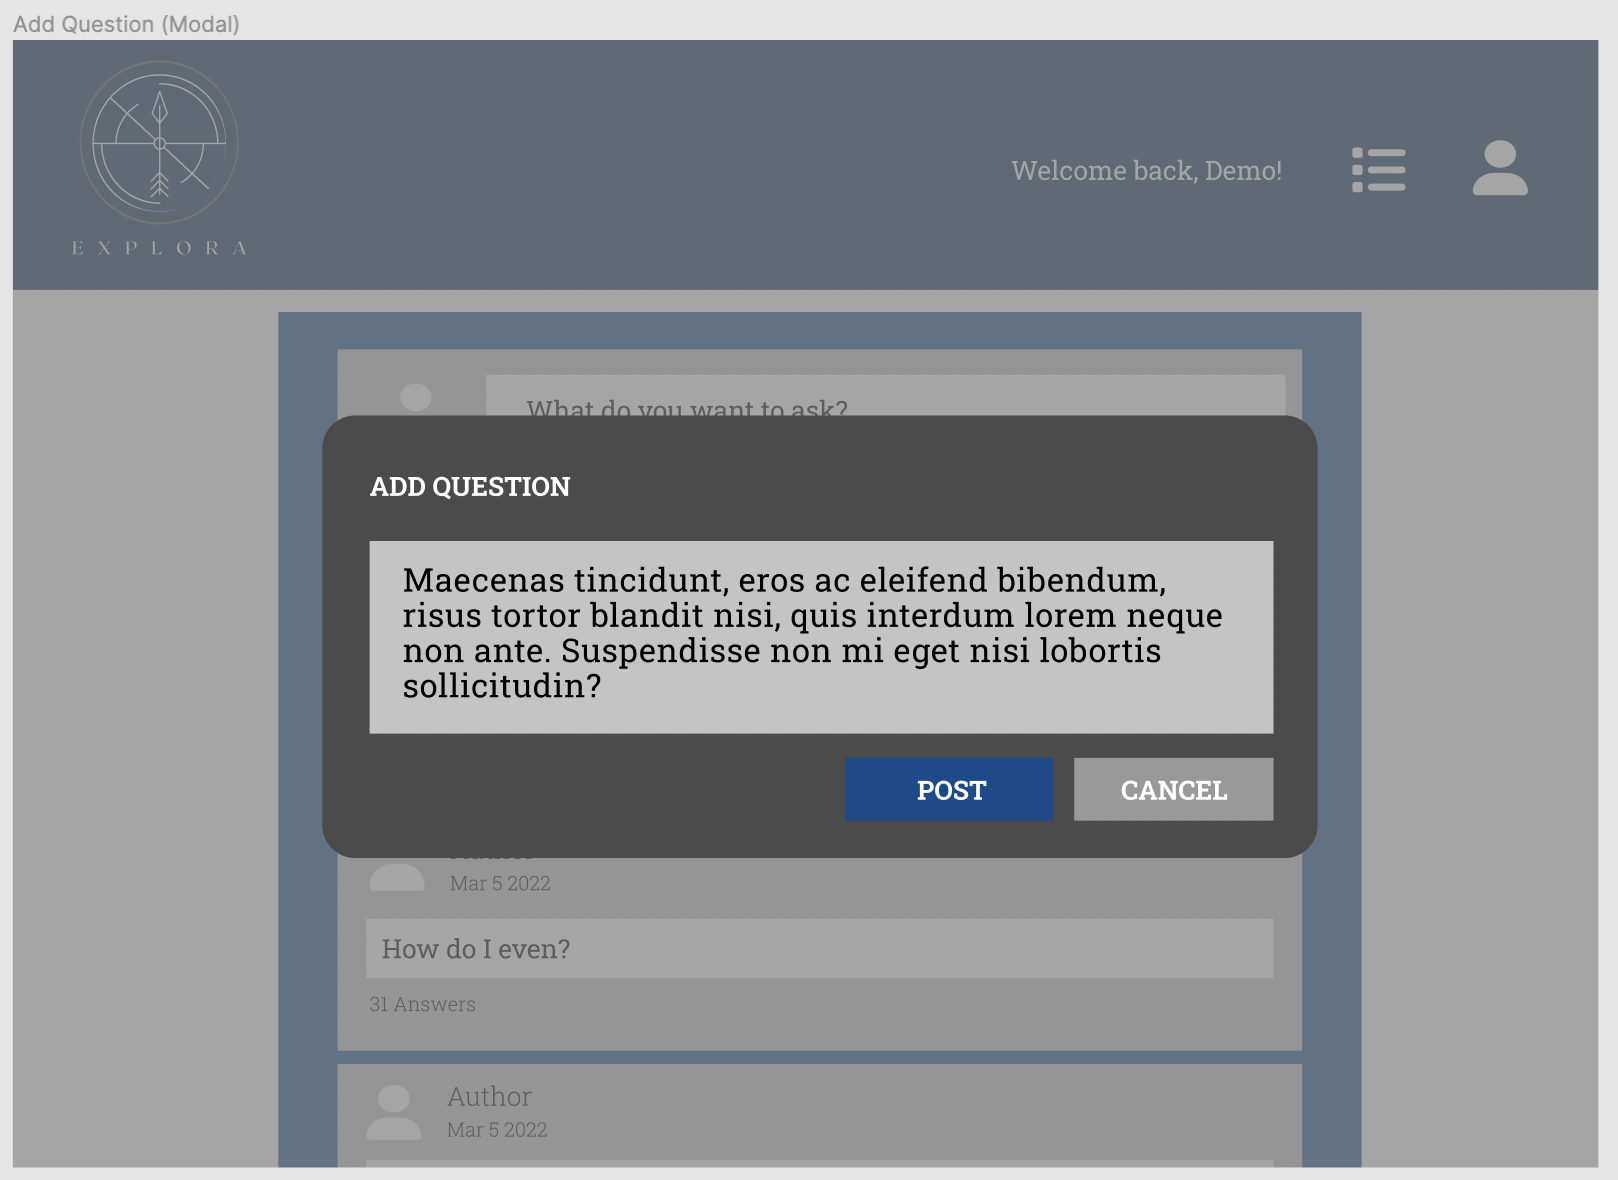 Add Question (Modal)
EXPLORA
Welcome back, Demo!
What do you want to ask?
ADD QUESTION
Maecenas tincidunt, eros ac eleifend bibendum,
risus tortor blandit nisi, quis interdum lorem neque
non ante. Suspendisse non mi eget nisi lobortis
sollicitudin?
POST
CANCEL
Mar 5 2022
How do I even?
31 Answers
Author
Mar 5 2022